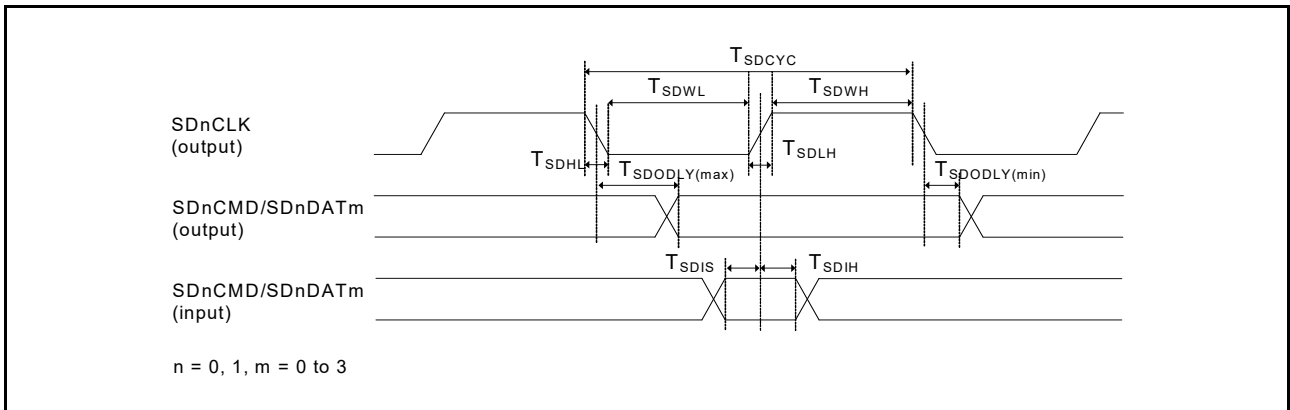 TSDCYC
TSDWL
TSDWH
SDnCLK
(output)
TSDHL
TSDLH
TSDODLY(max)
TSDODLY(min)
SDnCMD/SDnDATm
(output)
TSDIS
TSDIH
SDnCMD/SDnDATm
(input)
n = 0, 1, m = 0 to 3